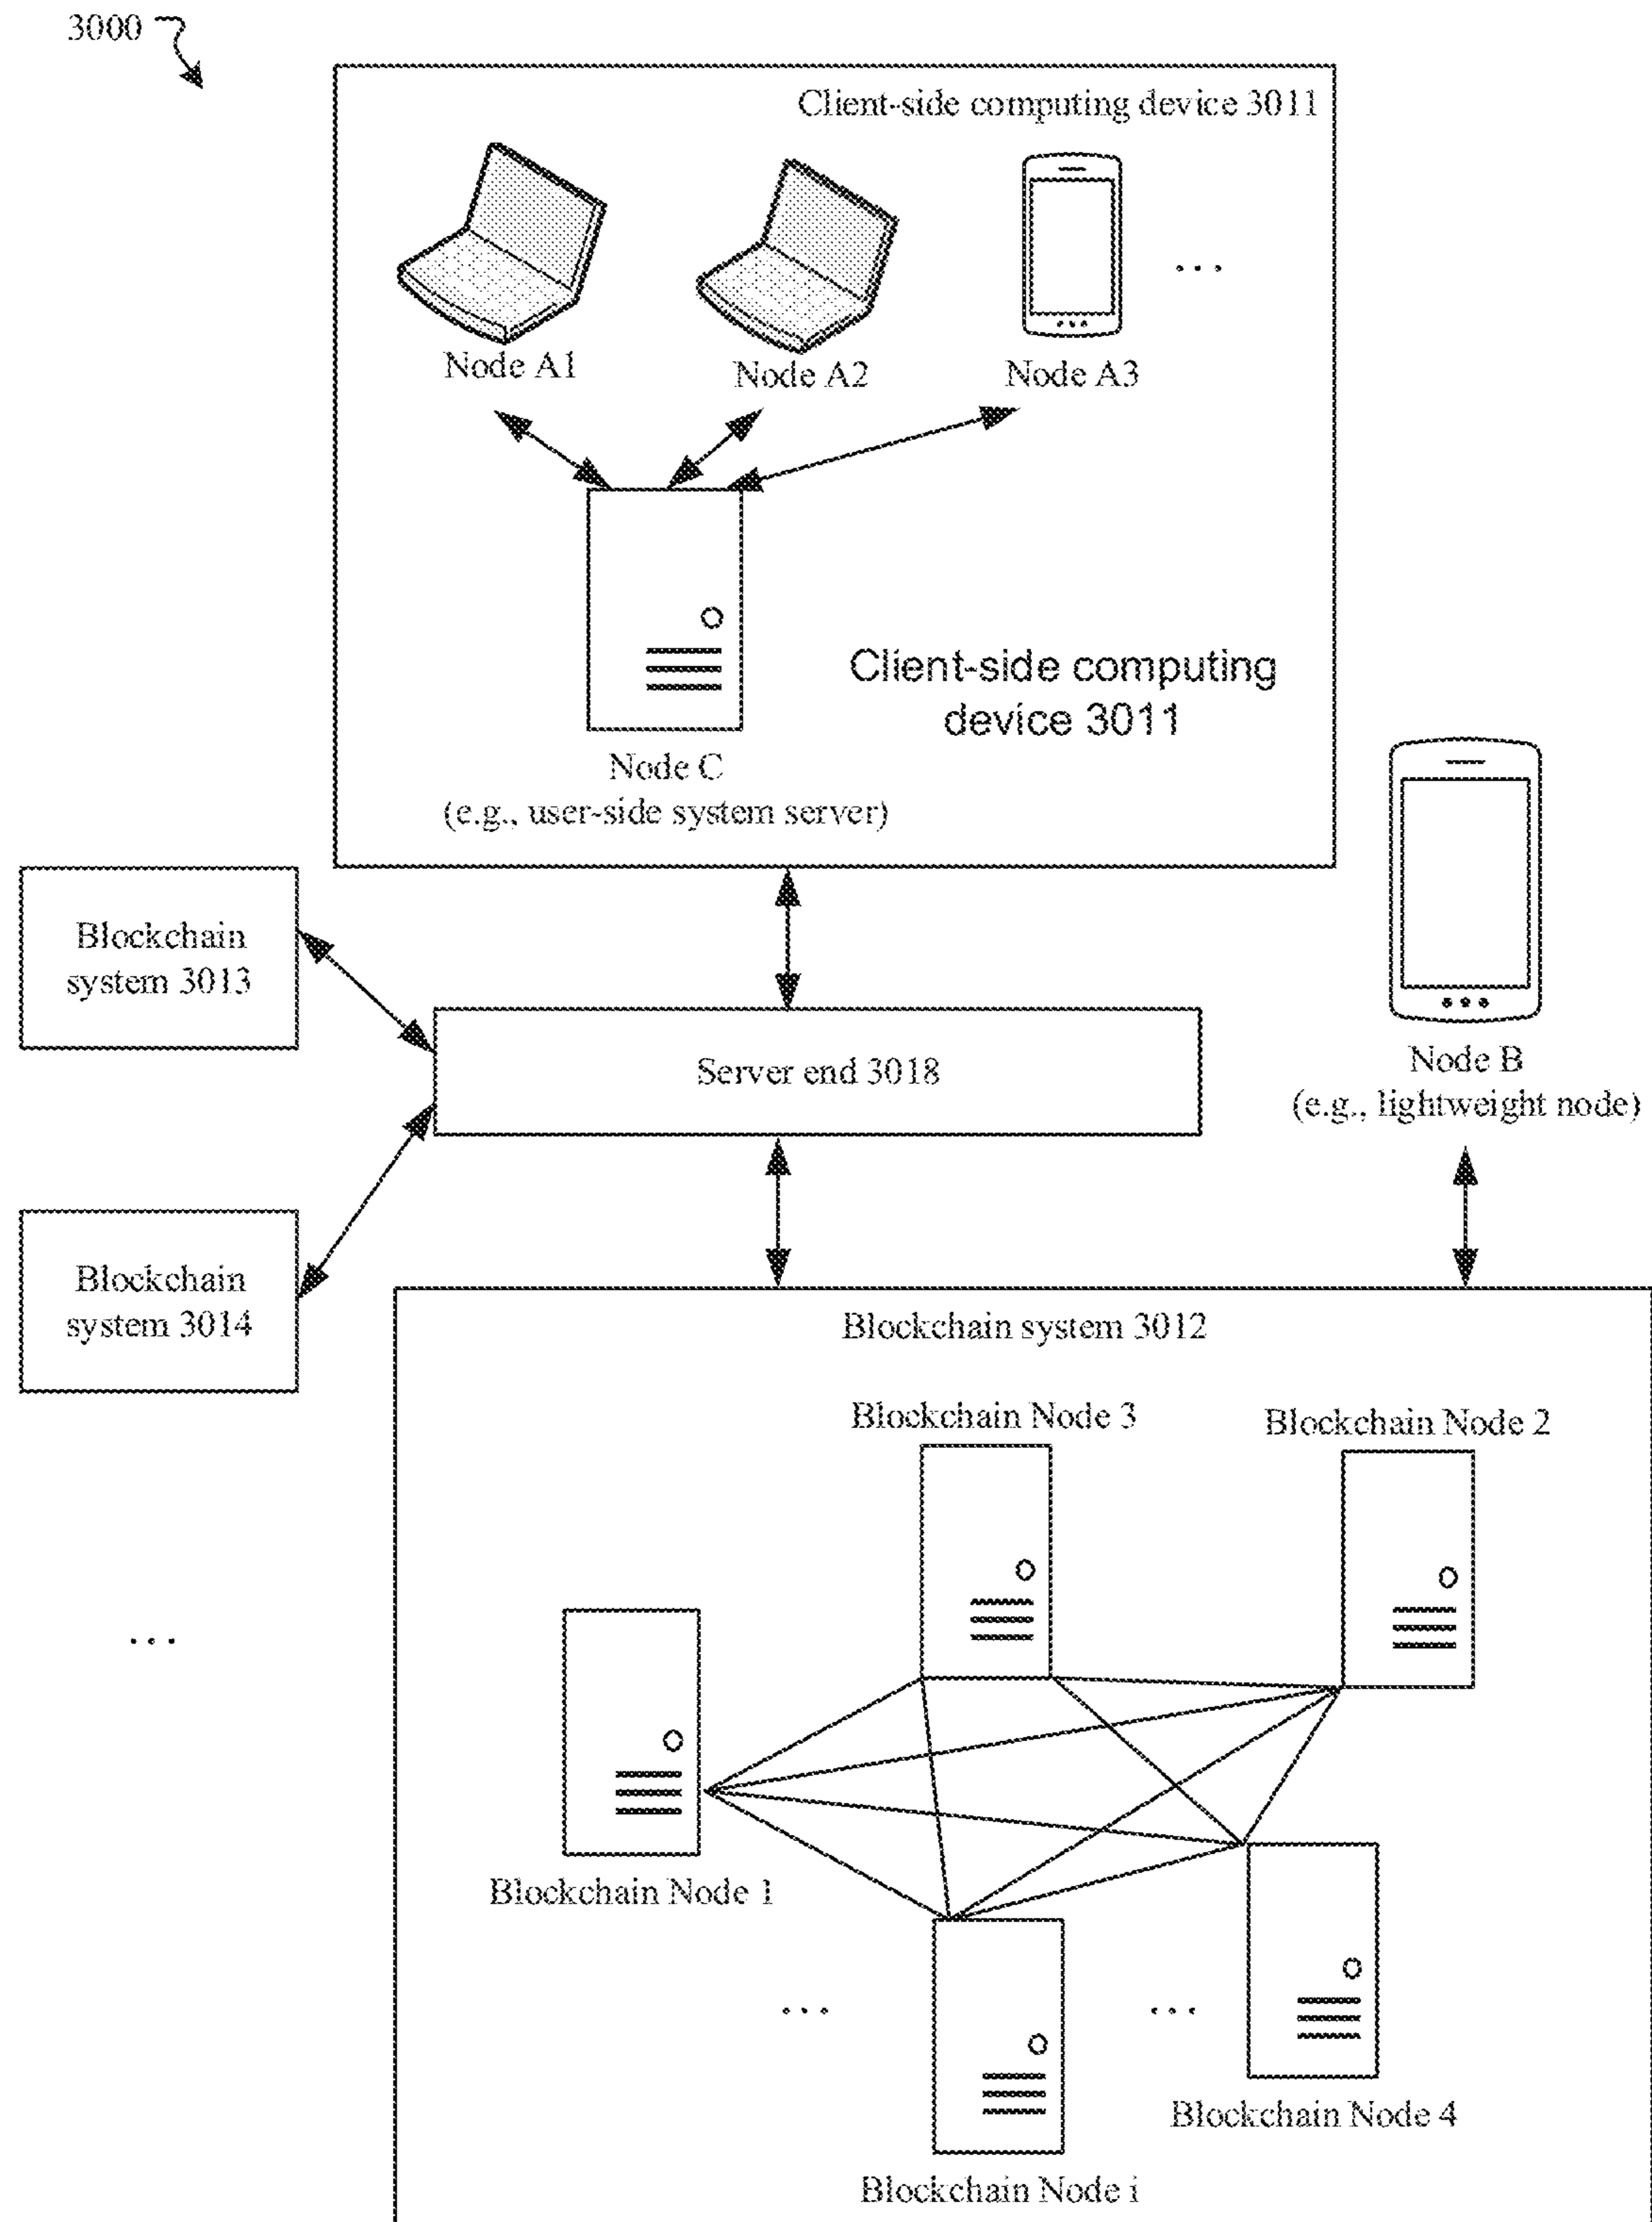 3000
Client-side computing device 3011
Node A1
Node A2
Node A3
...
Client-side computing
device 3011
Node C
(e.g., user-side system server)
Blockchain
system 3013
Server end 3018
Node B
(e.g., lightweight node)
Blockchain
system 3014
Blockchain system 3012
Blockchain Node 3
Blockchain Node 2
...
Blockchain Node 1
...
...
Blockchain Node 4
Blockchain Node i